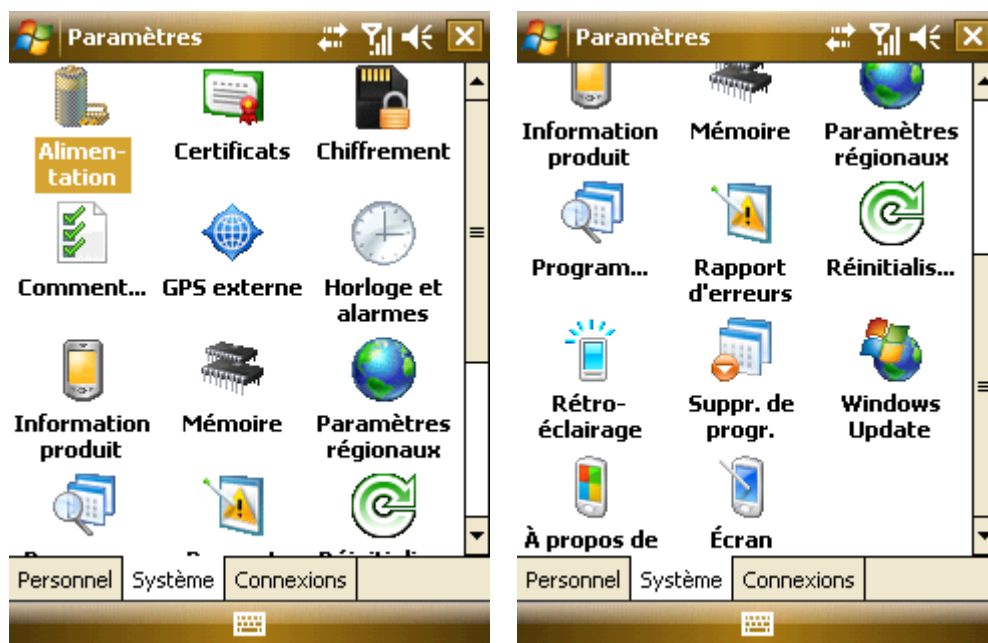 Paramètres
Alimen-
tation
Certificats
Chiffrement
Comment...
GPS externe
Horloge et
alarmes
Information
produit
Mémoire
Paramètres
régionaux
Personnel
Système
Connexions
Paramètres
Information
produit
Mémoire
Paramètres
régionaux
Program...
Rapport
d'erreurs
Réinitialis...
Rétro-
éclairage
Suppr. de
progr.
Windows
Update
À propos de
Écran
Personnel
Système
Connexions